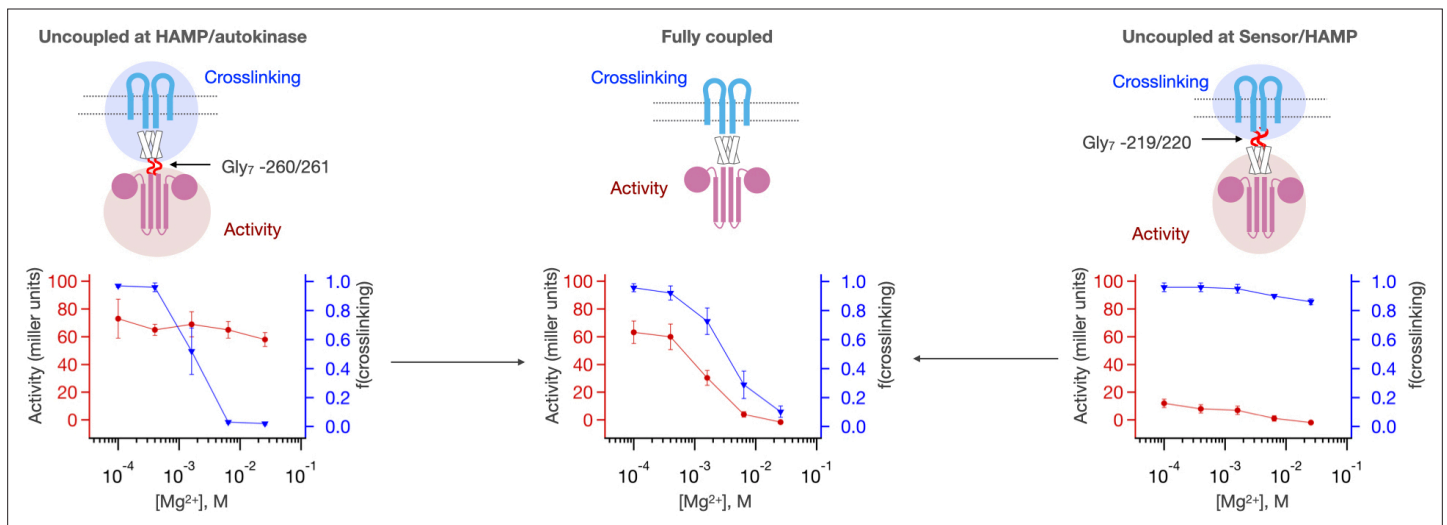 Uncoupled at HAMP/autokinase
Crosslinking
Gly₇ -260/261
Activity
Activity (miller units)
100
80
60
40
20
0
1.0
0.8
0.6
0.4
0.2
0.0
f(crosslinking)
10⁻⁴ 10⁻³ 10⁻² 10⁻¹
[Mg²⁺], M
Fully coupled
Crosslinking
Activity
Activity (miller units)
100
80
60
40
20
0
1.0
0.8
0.6
0.4
0.2
0.0
f(crosslinking)
10⁻⁴ 10⁻³ 10⁻² 10⁻¹
[Mg²⁺], M
Uncoupled at Sensor/HAMP
Crosslinking
Gly₇ -219/220
Activity
Activity (miller units)
100
80
60
40
20
0
1.0
0.8
0.6
0.4
0.2
0.0
f(crosslinking)
10⁻⁴ 10⁻³ 10⁻² 10⁻¹
[Mg²⁺], M